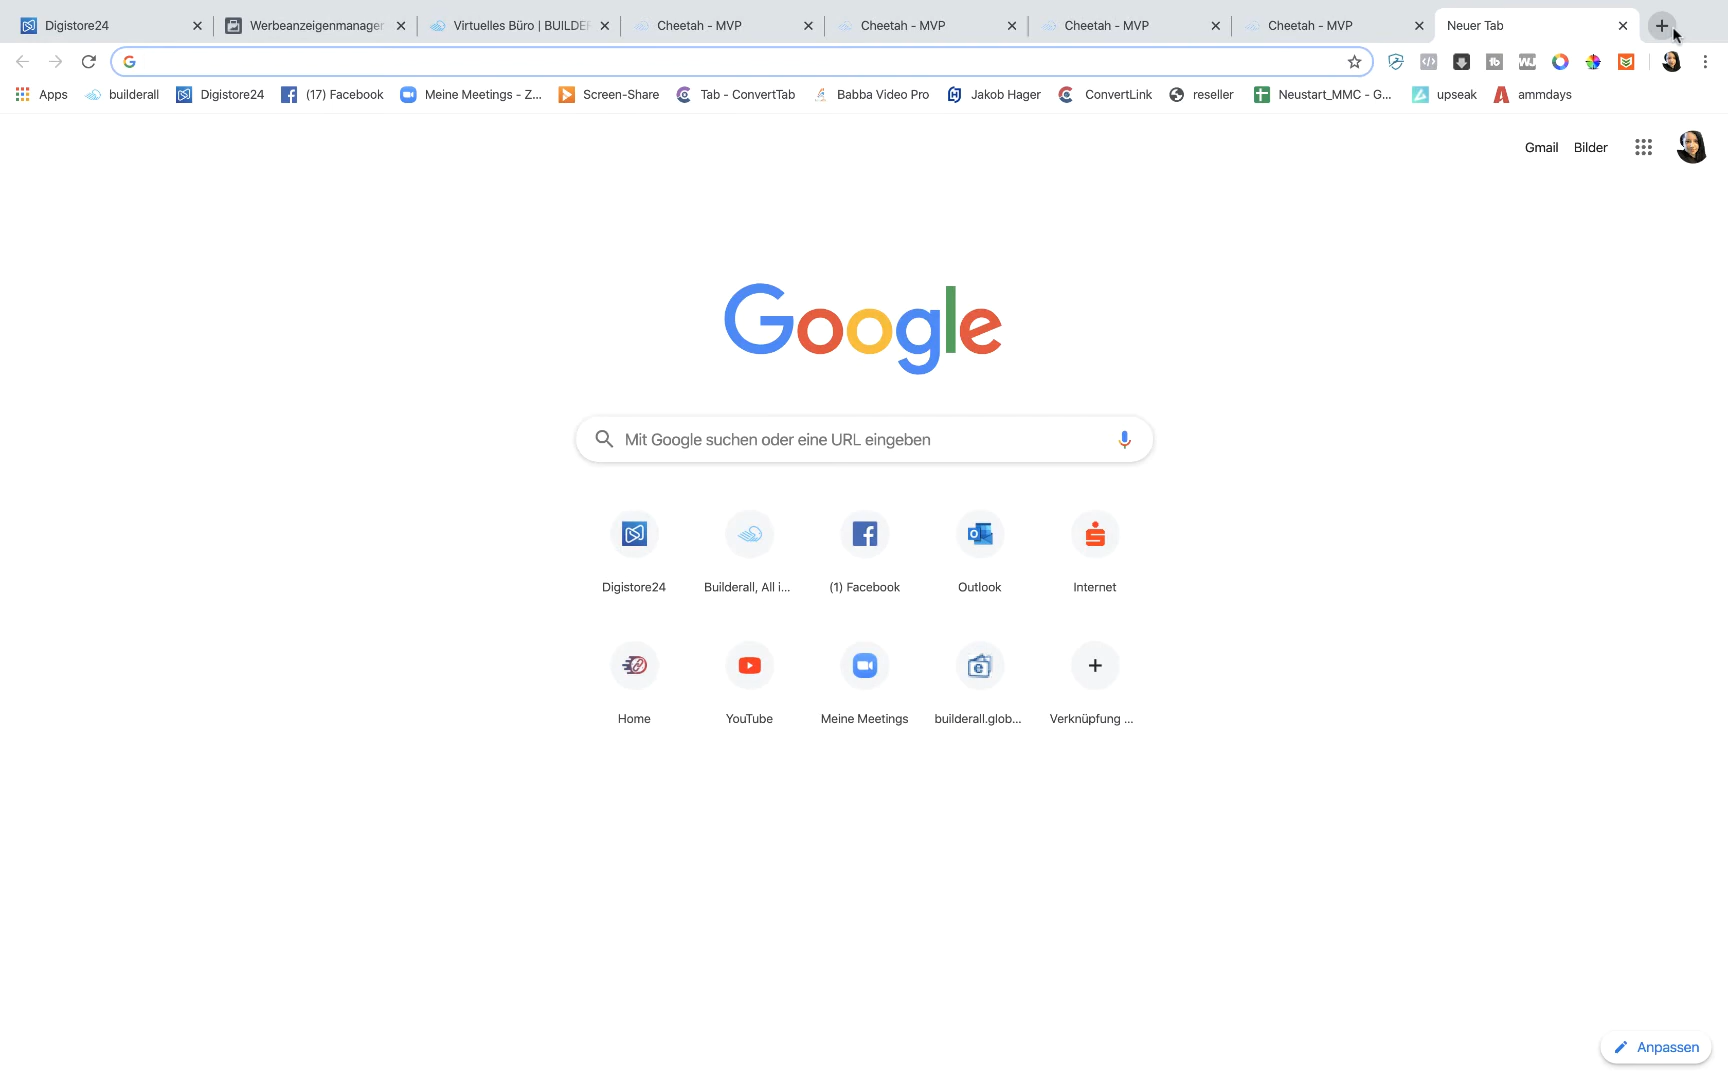 Digistore24
Werbeanzeigenmanager
Virtuelles Büro | BUILDER
Cheetah - MVP
Cheetah - MVP
Cheetah - MVP
Cheetah - MVP
Neuer Tab
Apps
builderall
Digistore24
(17) Facebook
Meine Meetings - Z...
Screen-Share
Tab - ConvertTab
Babba Video Pro
Jakob Hager
ConvertLink
reseller
Neustart_MMC - G...
upseak
ammdays
Gmail
Bilder
Google
Mit Google suchen oder eine URL eingeben
Digistore24
Builderall, All i...
(1) Facebook
Outlook
Internet
Home
YouTube
Meine Meetings
builderall.glob...
Verknüpfung ...
Anpassen